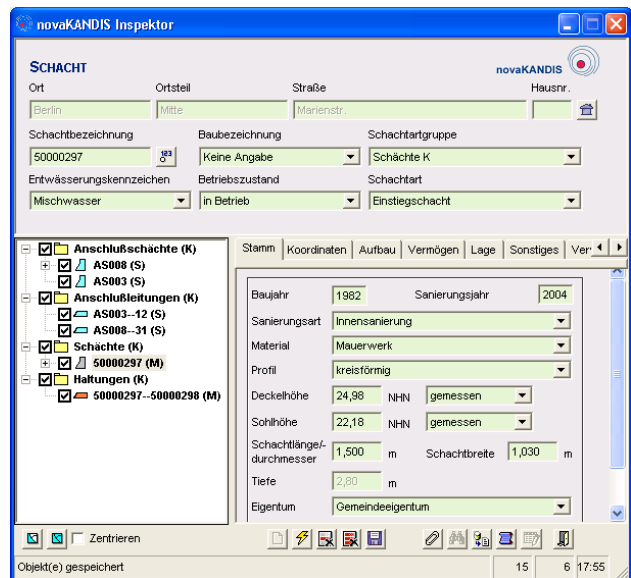 novaKANDIS Inspektor
SCHACHT
novaKANDIS
Ort Ortsteil Straße Hausnr.
Berlin Mitte Marienstr.
Schachtbezeichnung Baubezeichnung Schachtartgruppe
50000297 123 Keine Angabe Schächte K
Entwässerungskennzeichen Betriebszustand Schachtart
Mischwasser in Betrieb Einstiegschacht
Anschlußschächte (K)
AS008 (S)
AS003 (S)
Anschlußleitungen (K)
AS003--12 (S)
AS008--31 (S)
Schächte (K)
50000297 (M)
Haltungen (K)
50000297--50000298 (M)
Stamm Koordinaten Aufbau Vermögen Lage Sonstiges Ver
Baujahr 1982 Sanierungsjahr 2004
Sanierungsart Innensanierung
Material Mauerwerk
Profil kreisförmig
Deckelhöhe 24,98 NHN gemessen
Sohlhöhe 22,18 NHN gemessen
Schachtlänge/-
durchmesser 1,500 m Schachtbreite 1,030 m
Tiefe 2,80 m
Eigentum Gemeindeeigentum
Zentrieren
Objekt(e) gespeichert 15 6 17:55